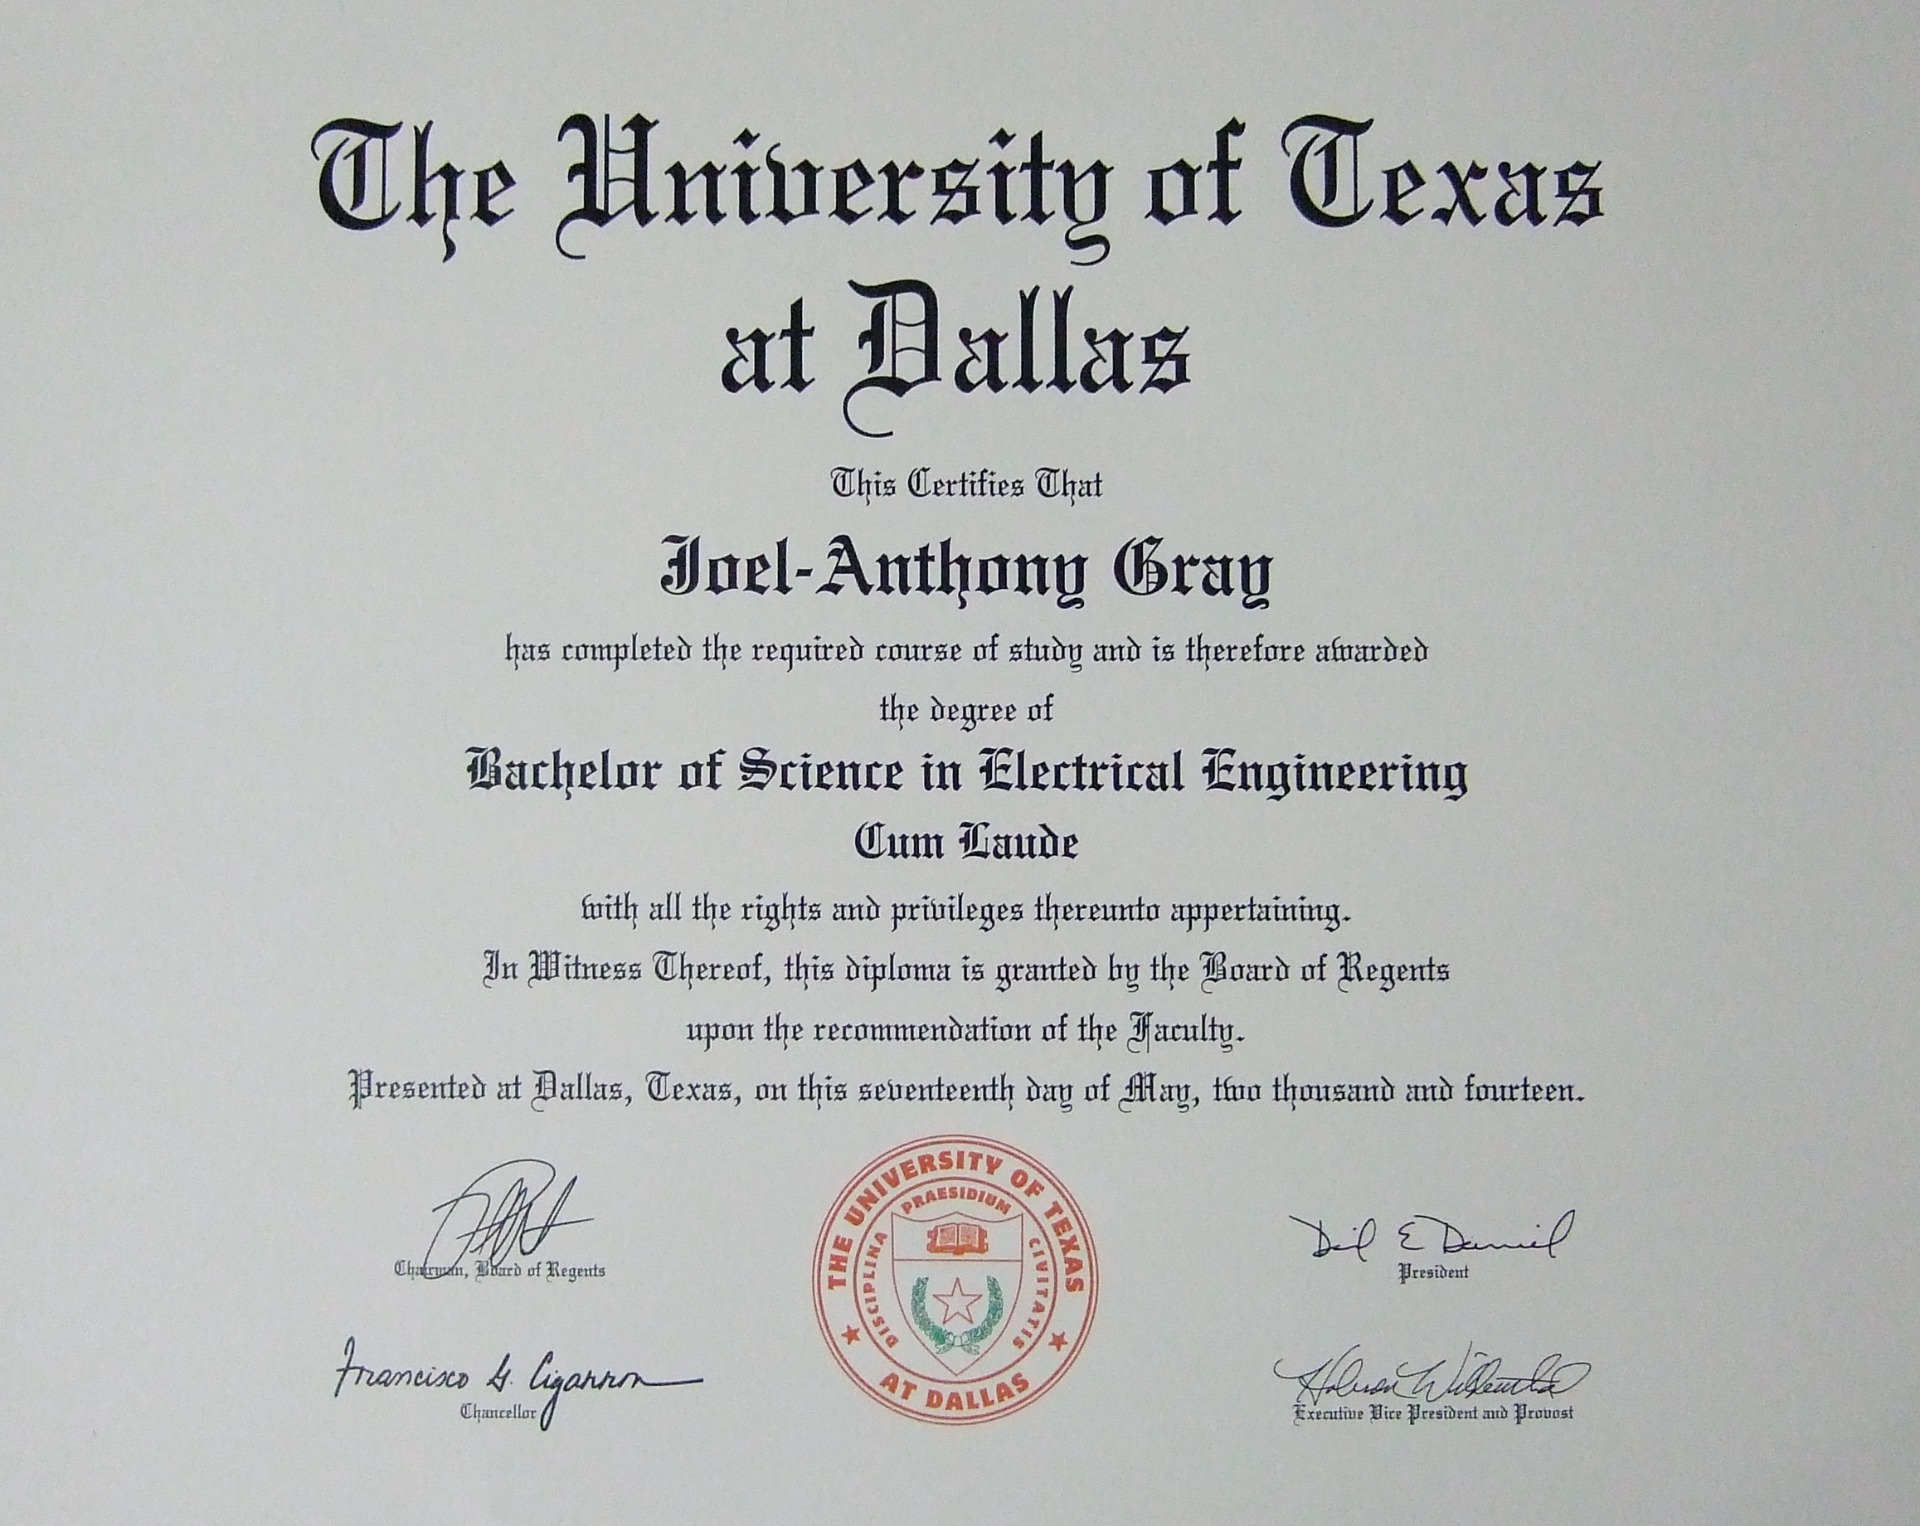 The University of Texas
at Dallas
This Certifies That
Joel-Anthony Gray
has completed the required course of study and is therefore awarded
the degree of
Bachelor of Science in Electrical Engineering
Cum Laude
with all the rights and privileges thereunto appertaining.
In Witness Thereof, this diploma is granted by the Board of Regents
upon the recommendation of the Faculty.
Presented at Dallas, Texas, on this seventeenth day of May, two thousand and fourteen.
Chairman, Board of Regents
Francisco G. Cigarroa
Chancellor
THE UNIVERSITY OF TEXAS
AT DALLAS
DISCIPLINA PRAESIDIUM CIVITATIS
E Daniel
President
Executive Vice President and Provost